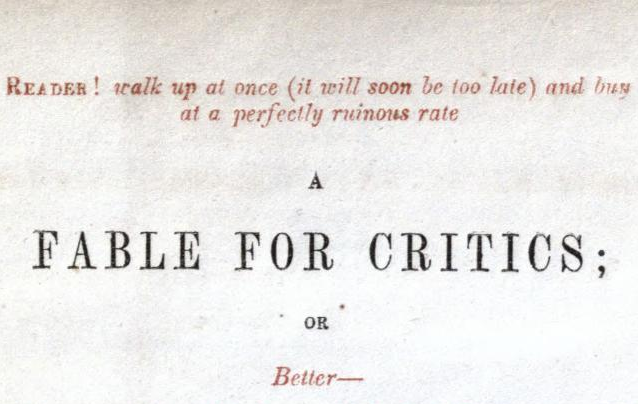 READER! walk up at once (it will soon be too late) and buy
at a perfectly ruinous rate
A
FABLE FOR CRITICS;
OR
Better—